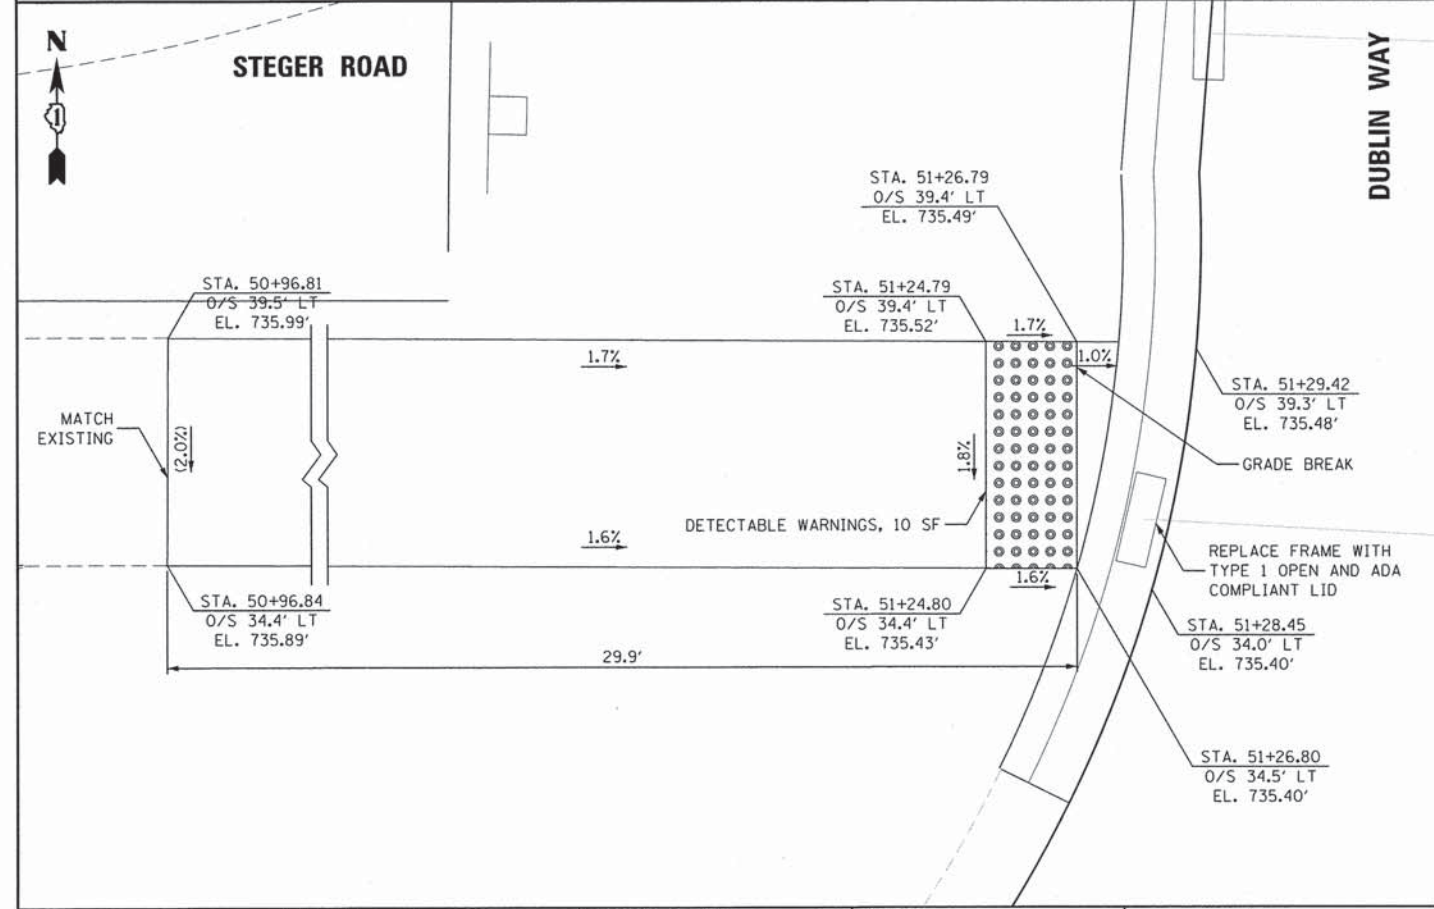 N
1
STEGER ROAD
DUBLIN WAY
STA. 51+26.79
O/S 39.4' LT
EL. 735.49'
STA. 50+96.81
O/S 39.5' LT
EL. 735.99'
STA. 51+24.79
O/S 39.4' LT
EL. 735.52'
1.7%
1.7%
1.0%
STA. 51+29.42
O/S 39.3' LT
EL. 735.48'
MATCH
EXISTING
(2.0%)
1.8%
GRADE BREAK
DETECTABLE WARNINGS, 10 SF
1.6%
REPLACE FRAME WITH
TYPE 1 OPEN AND ADA
COMPLIANT LID
1.6%
STA. 50+96.84
O/S 34.4' LT
EL. 735.89'
STA. 51+24.80
O/S 34.4' LT
EL. 735.43'
STA. 51+28.45
O/S 34.0' LT
EL. 735.40'
29.9'
STA. 51+26.80
O/S 34.5' LT
EL. 735.40'